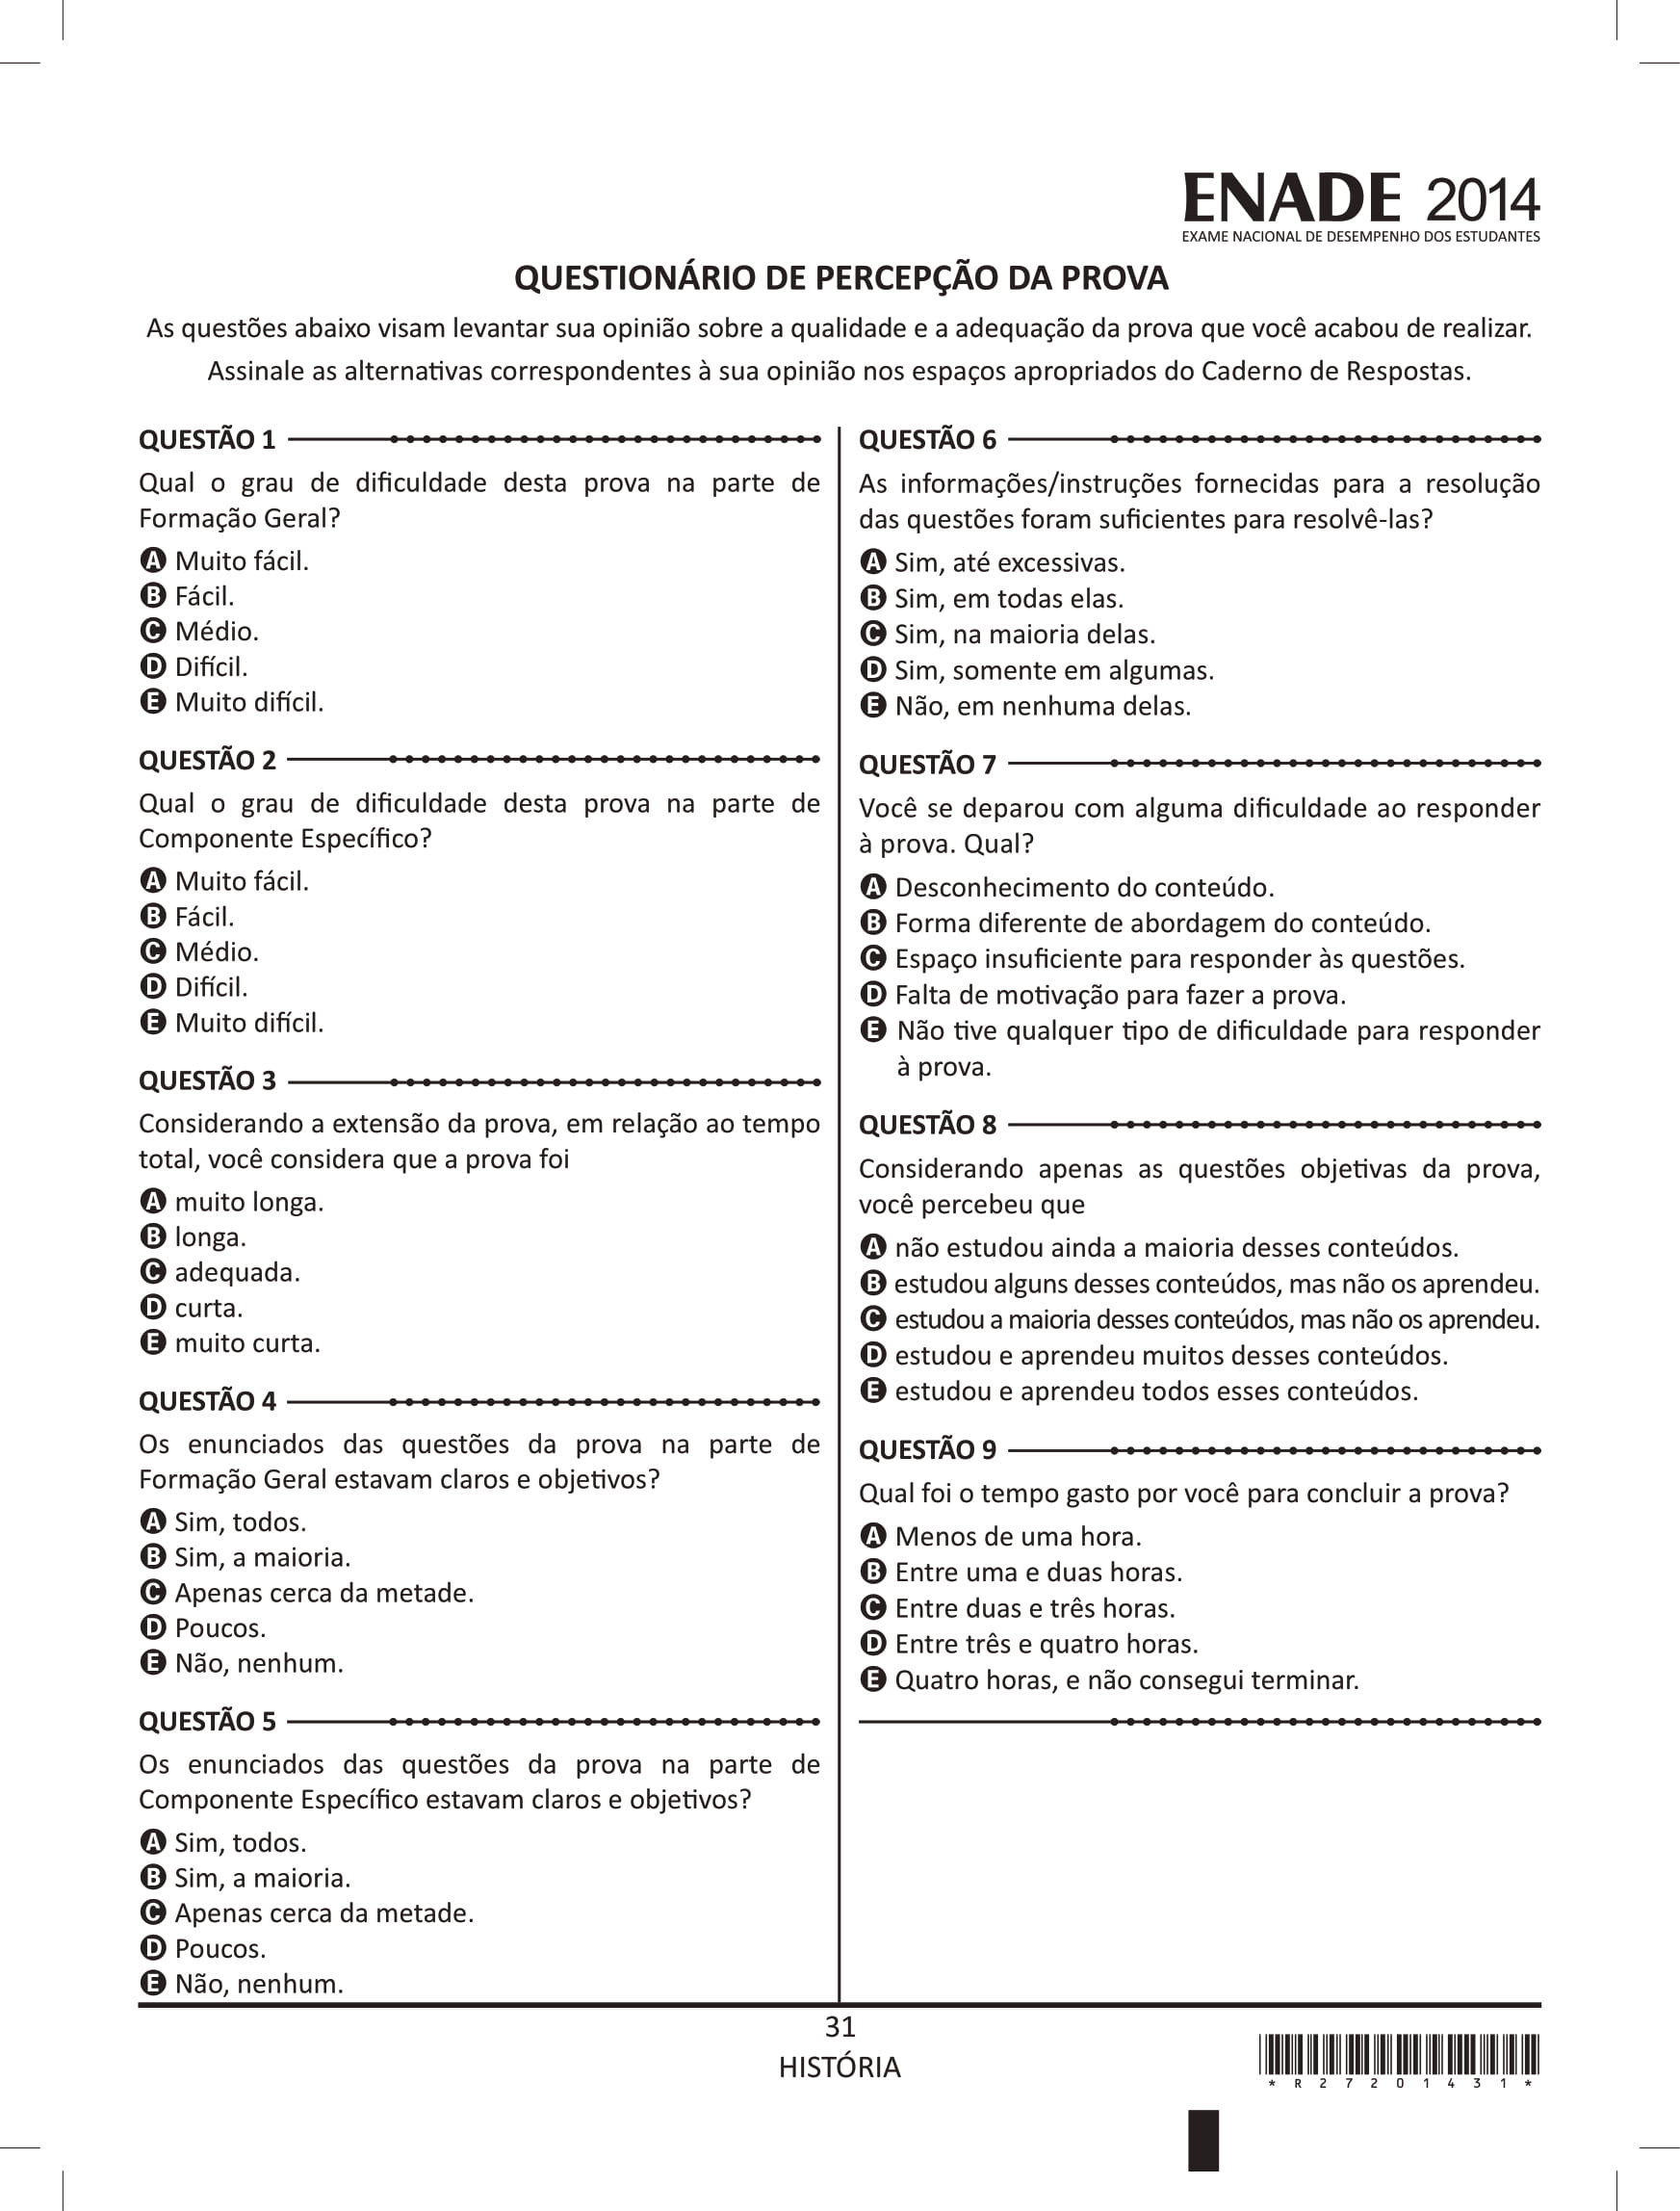 ENADE 2014
EXAME NACIONAL DE DESEMPENHO DOS ESTUDANTES
QUESTIONÁRIO DE PERCEPÇÃO DA PROVA
As questões abaixo visam levantar sua opinião sobre a qualidade e a adequação da prova que você acabou de realizar.
Assinale as alternativas correspondentes à sua opinião nos espaços apropriados do Caderno de Respostas.
QUESTÃO 1
Qual o grau de dificuldade desta prova na parte de
Formação Geral?
A Muito fácil.
B Fácil.
C Médio.
D Difícil.
E Muito difícil.
QUESTÃO 2
Qual o grau de dificuldade desta prova na parte de
Componente Específico?
A Muito fácil.
B Fácil.
C Médio.
D Difícil.
E Muito difícil.
QUESTÃO 3
Considerando a extensão da prova, em relação ao tempo
total, você considera que a prova foi
A muito longa.
B longa.
C adequada.
D curta.
E muito curta.
QUESTÃO 4
Os enunciados das questões da prova na parte de
Formação Geral estavam claros e objetivos?
A Sim, todos.
B Sim, a maioria.
C Apenas cerca da metade.
D Poucos.
E Não, nenhum.
QUESTÃO 5
Os enunciados das questões da prova na parte de
Componente Específico estavam claros e objetivos?
A Sim, todos.
B Sim, a maioria.
C Apenas cerca da metade.
D Poucos.
E Não, nenhum.
QUESTÃO 6
As informações/instruções fornecidas para a resolução
das questões foram suficientes para resolvê-las?
A Sim, até excessivas.
B Sim, em todas elas.
C Sim, na maioria delas.
D Sim, somente em algumas.
E Não, em nenhuma delas.
QUESTÃO 7
Você se deparou com alguma dificuldade ao responder
à prova. Qual?
A Desconhecimento do conteúdo.
B Forma diferente de abordagem do conteúdo.
C Espaço insuficiente para responder às questões.
D Falta de motivação para fazer a prova.
E Não tive qualquer tipo de dificuldade para responder
à prova.
QUESTÃO 8
Considerando apenas as questões objetivas da prova,
você percebeu que
A não estudou ainda a maioria desses conteúdos.
B estudou alguns desses conteúdos, mas não os aprendeu.
C estudou a maioria desses conteúdos, mas não os aprendeu.
D estudou e aprendeu muitos desses conteúdos.
E estudou e aprendeu todos esses conteúdos.
QUESTÃO 9
Qual foi o tempo gasto por você para concluir a prova?
A Menos de uma hora.
B Entre uma e duas horas.
C Entre duas e três horas.
D Entre três e quatro horas.
E Quatro horas, e não consegui terminar.
31
HISTÓRIA
* R 2 7 2 0 1 4 3 1 *